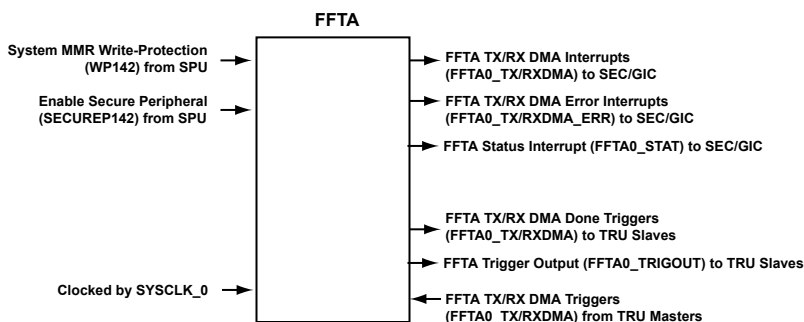 FFTA
System MMR Write-Protection
(WP142) from SPU
Enable Secure Peripheral
(SECUREP142) from SPU
Clocked by SYSCLK_0
FFTA TX/RX DMA Interrupts
(FFTA0_TX/RXDMA) to SEC/GIC
FFTA TX/RX DMA Error Interrupts
(FFTA0_TX/RXDMA_ERR) to SEC/GIC
FFTA Status Interrupt (FFTA0_STAT) to SEC/GIC
FFTA TX/RX DMA Done Triggers
(FFTA0_TX/RXDMA) to TRU Slaves
FFTA Trigger Output (FFTA0_TRIGOUT) to TRU Slaves
FFTA TX/RX DMA Triggers
(FFTA0_TX/RXDMA) from TRU Masters